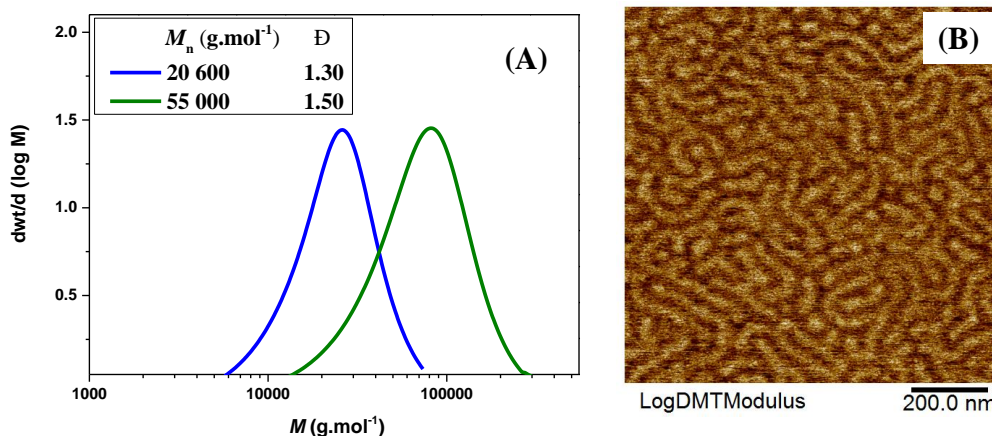 2.0
1.5
1.0
0.5
dwt/d (log M)
Mn (g.mol-1) Đ
20 600 1.30
55 000 1.50
(A)
1000 10000 100000
M (g.mol-1)
(B)
LogDMTModulus
200.0 nm